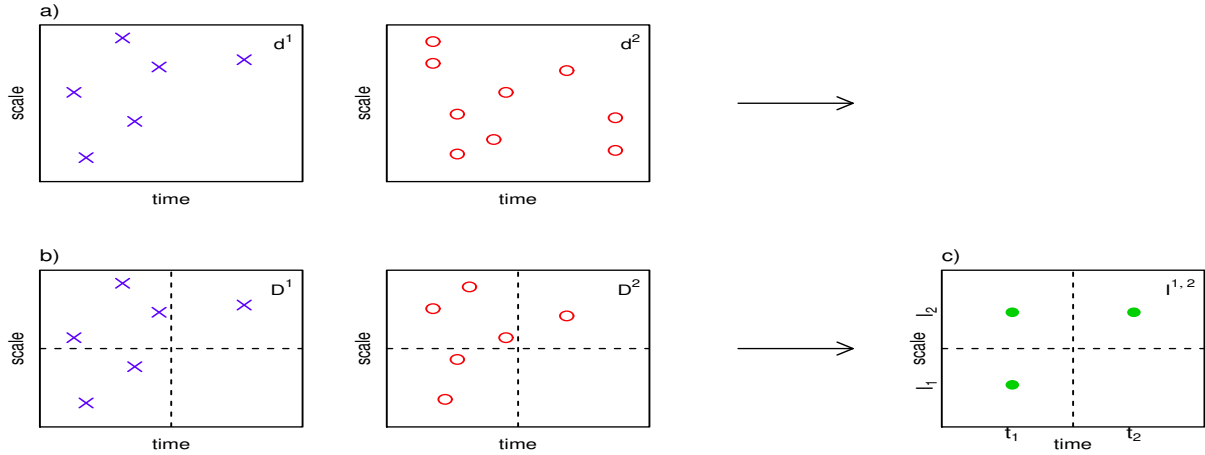 a)
d¹
scale
time
d²
time
b)
D¹
scale
time
D²
scale
time
c)
I¹,²
l₂
scale
l₁
t₁
time
t₂